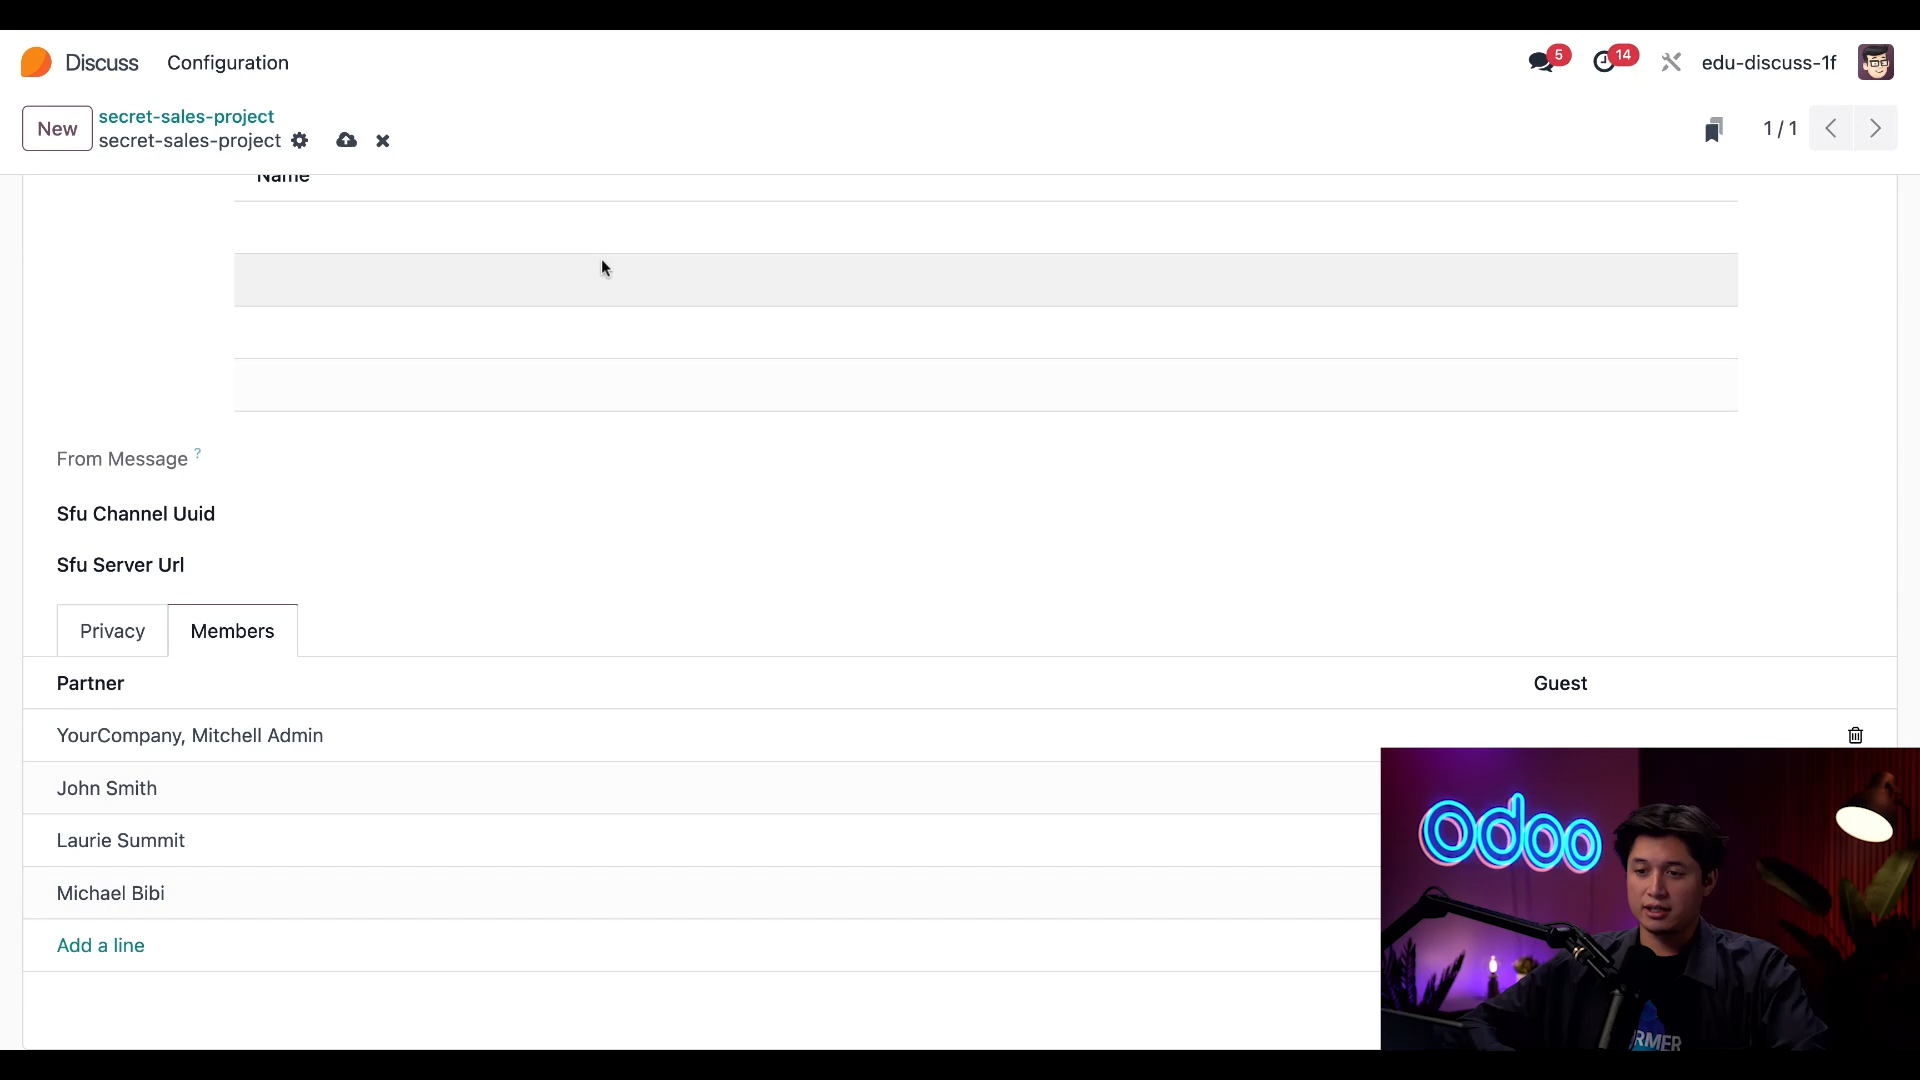 Discuss
Configuration
5
14
edu-discuss-1f
New
secret-sales-project
secret-sales-project
1 / 1
Name
From Message ?
Sfu Channel Uuid
Sfu Server Url
Privacy
Members
Partner
Guest
YourCompany, Mitchell Admin
John Smith
Laurie Summit
Michael Bibi
Add a line
odoo
RMER